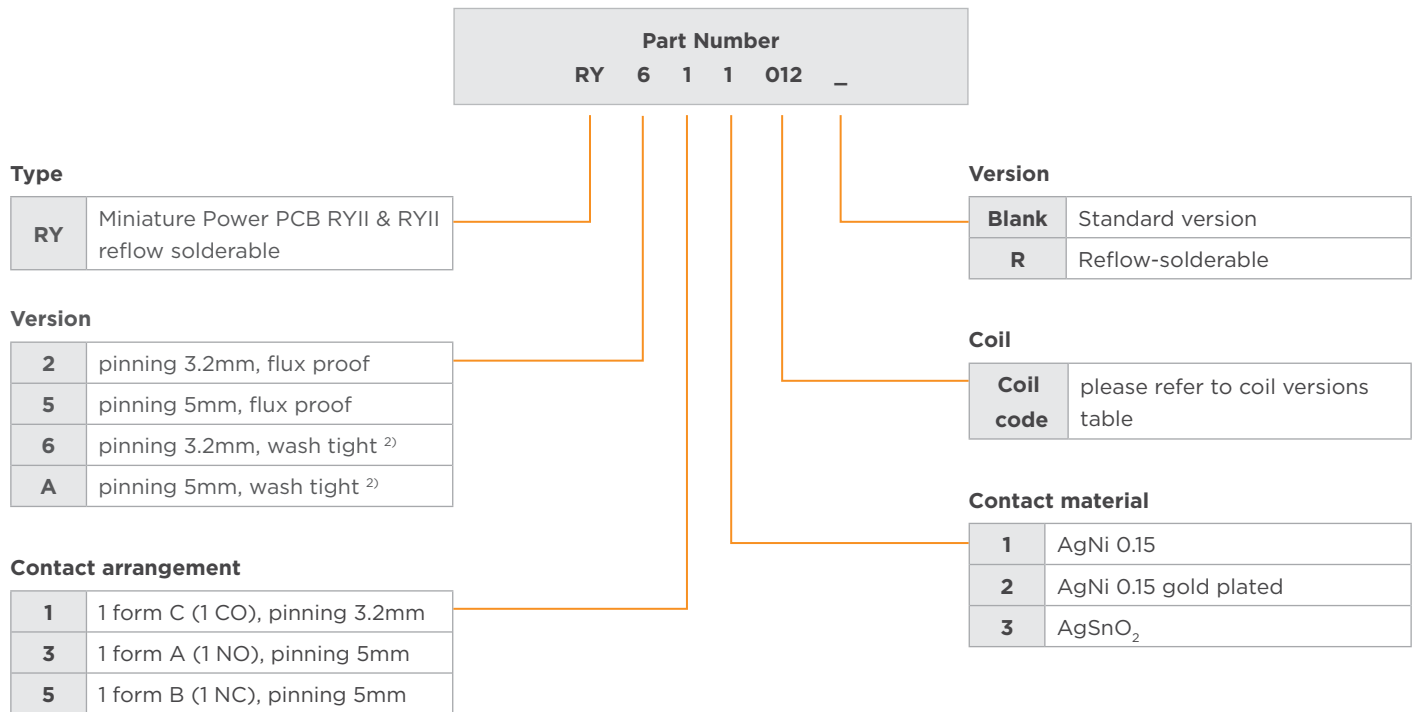 Part Number
RY 6 1 1 012 _
Type
RY Miniature Power PCB RYII & RYII
reflow solderable
Version
2 pinning 3.2mm, flux proof
5 pinning 5mm, flux proof
6 pinning 3.2mm, wash tight 2)
A pinning 5mm, wash tight 2)
Contact arrangement
1 1 form C (1 CO), pinning 3.2mm
3 1 form A (1 NO), pinning 5mm
5 1 form B (1 NC), pinning 5mm
Version
Blank Standard version
R Reflow-solderable
Coil
Coil code please refer to coil versions
table
Contact material
1 AgNi 0.15
2 AgNi 0.15 gold plated
3 AgSnO2